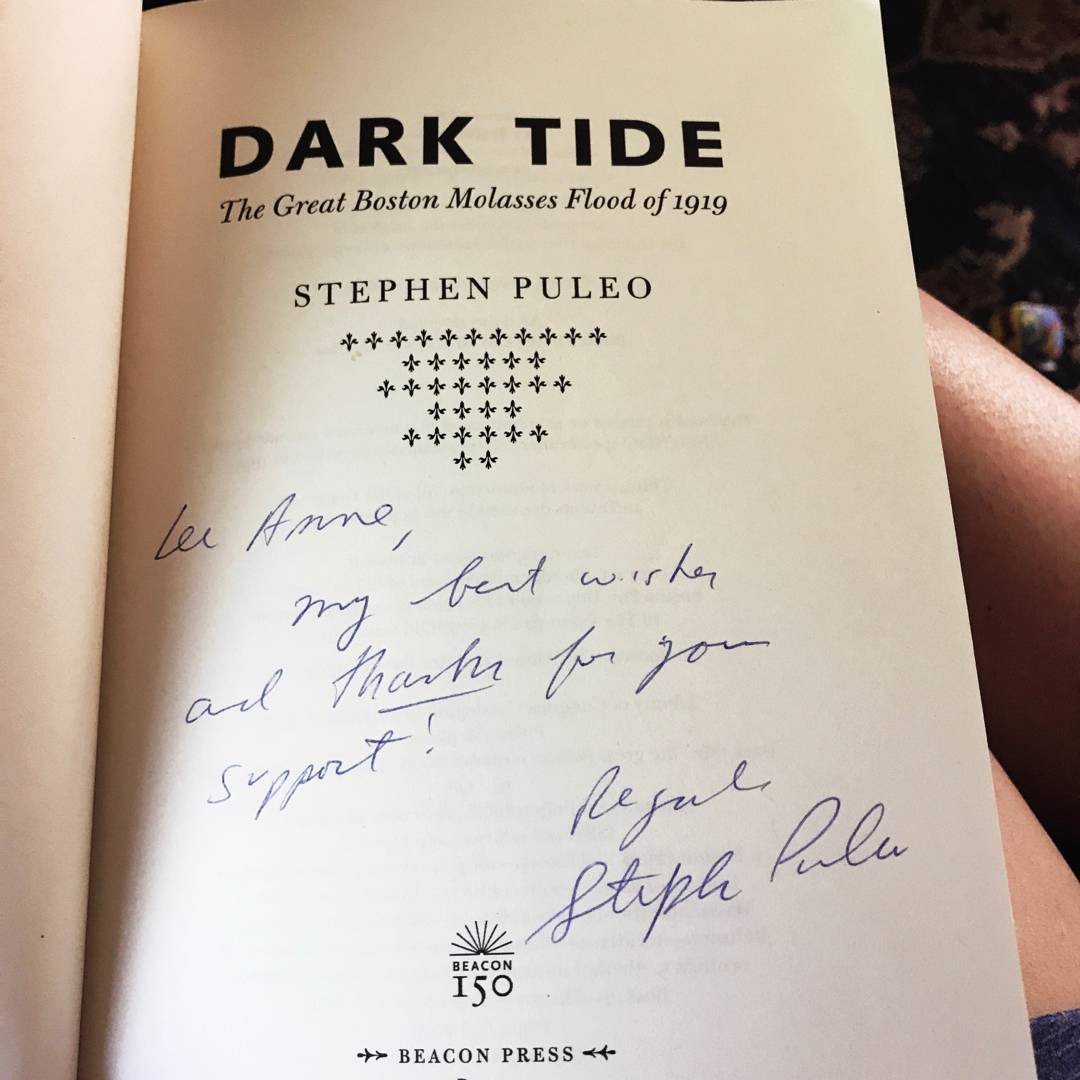 DARK TIDE
The Great Boston Molasses Flood of 1919
STEPHEN PULEO
Lee Anne,
my best wishes
and thanks for your
support!
Regards
Stephen Puleo
BEACON
150
BEACON PRESS